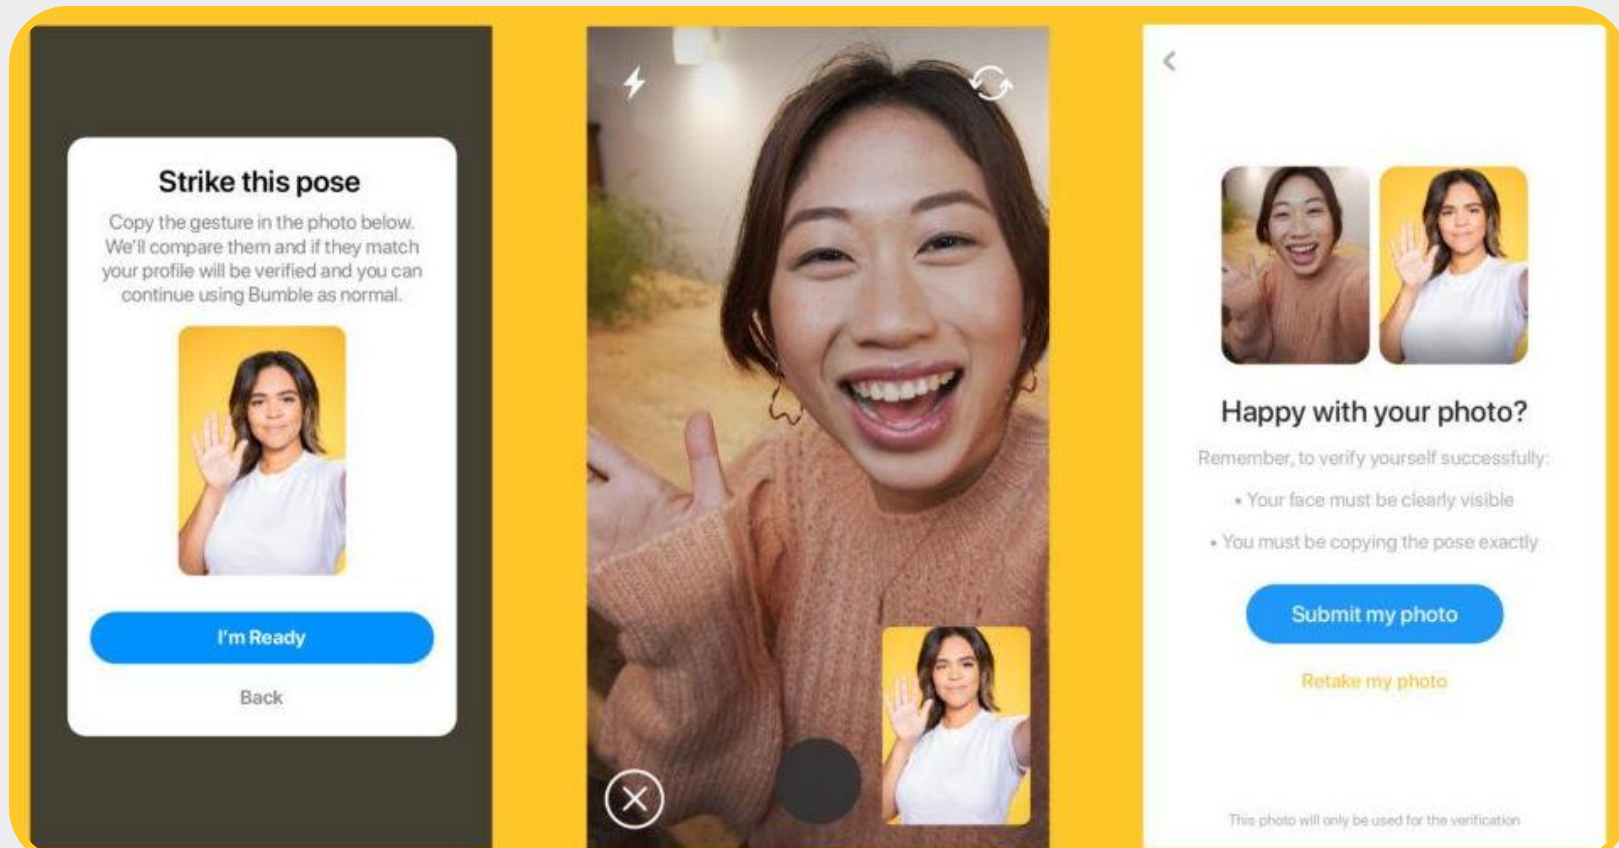 Strike this pose
Copy the gesture in the photo below.
We'll compare them and if they match
your profile will be verified and you can
continue using Bumble as normal.
I'm Ready
Back
Happy with your photo?
Remember, to verify yourself successfully:
• Your face must be clearly visible
• You must be copying the pose exactly
Submit my photo
Retake my photo
This photo will only be used for the verification